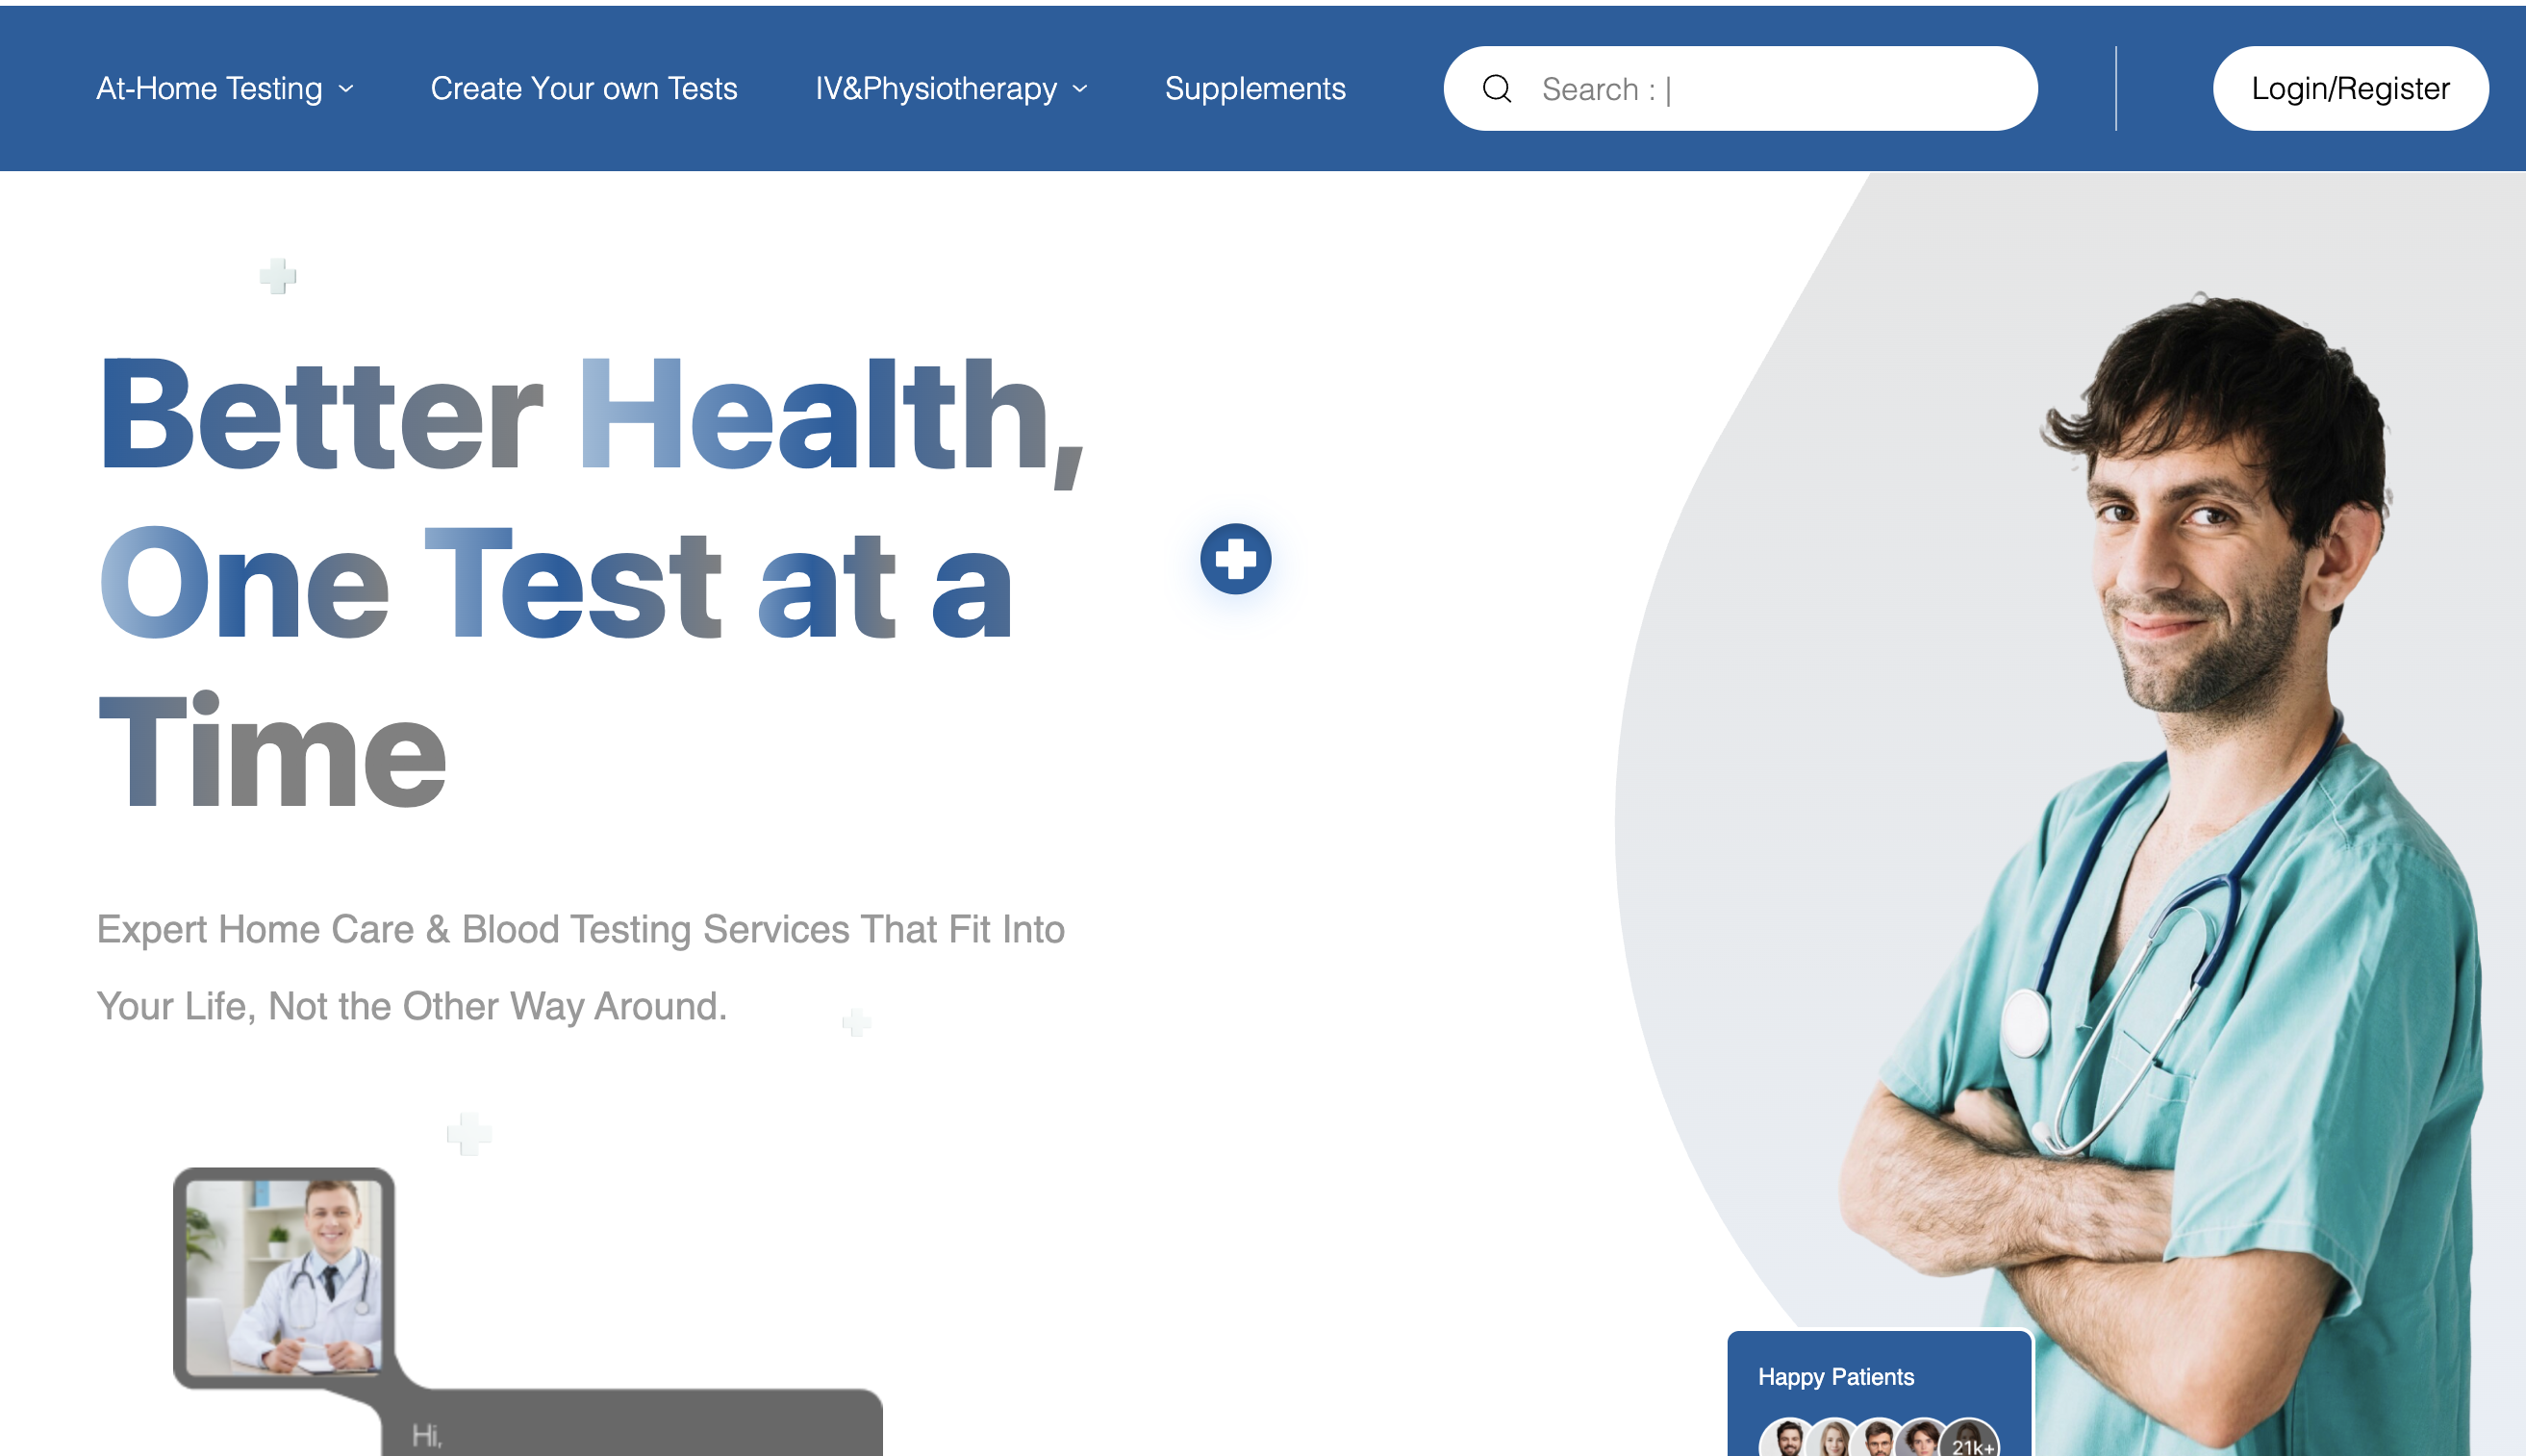 At-Home Testing
Create Your own Tests
IV&Physiotherapy
Supplements
Search : |
Login/Register
Better Health,
One Test at a
Time
Expert Home Care & Blood Testing Services That Fit Into
Your Life, Not the Other Way Around.
Hi,
Happy Patients
21k+